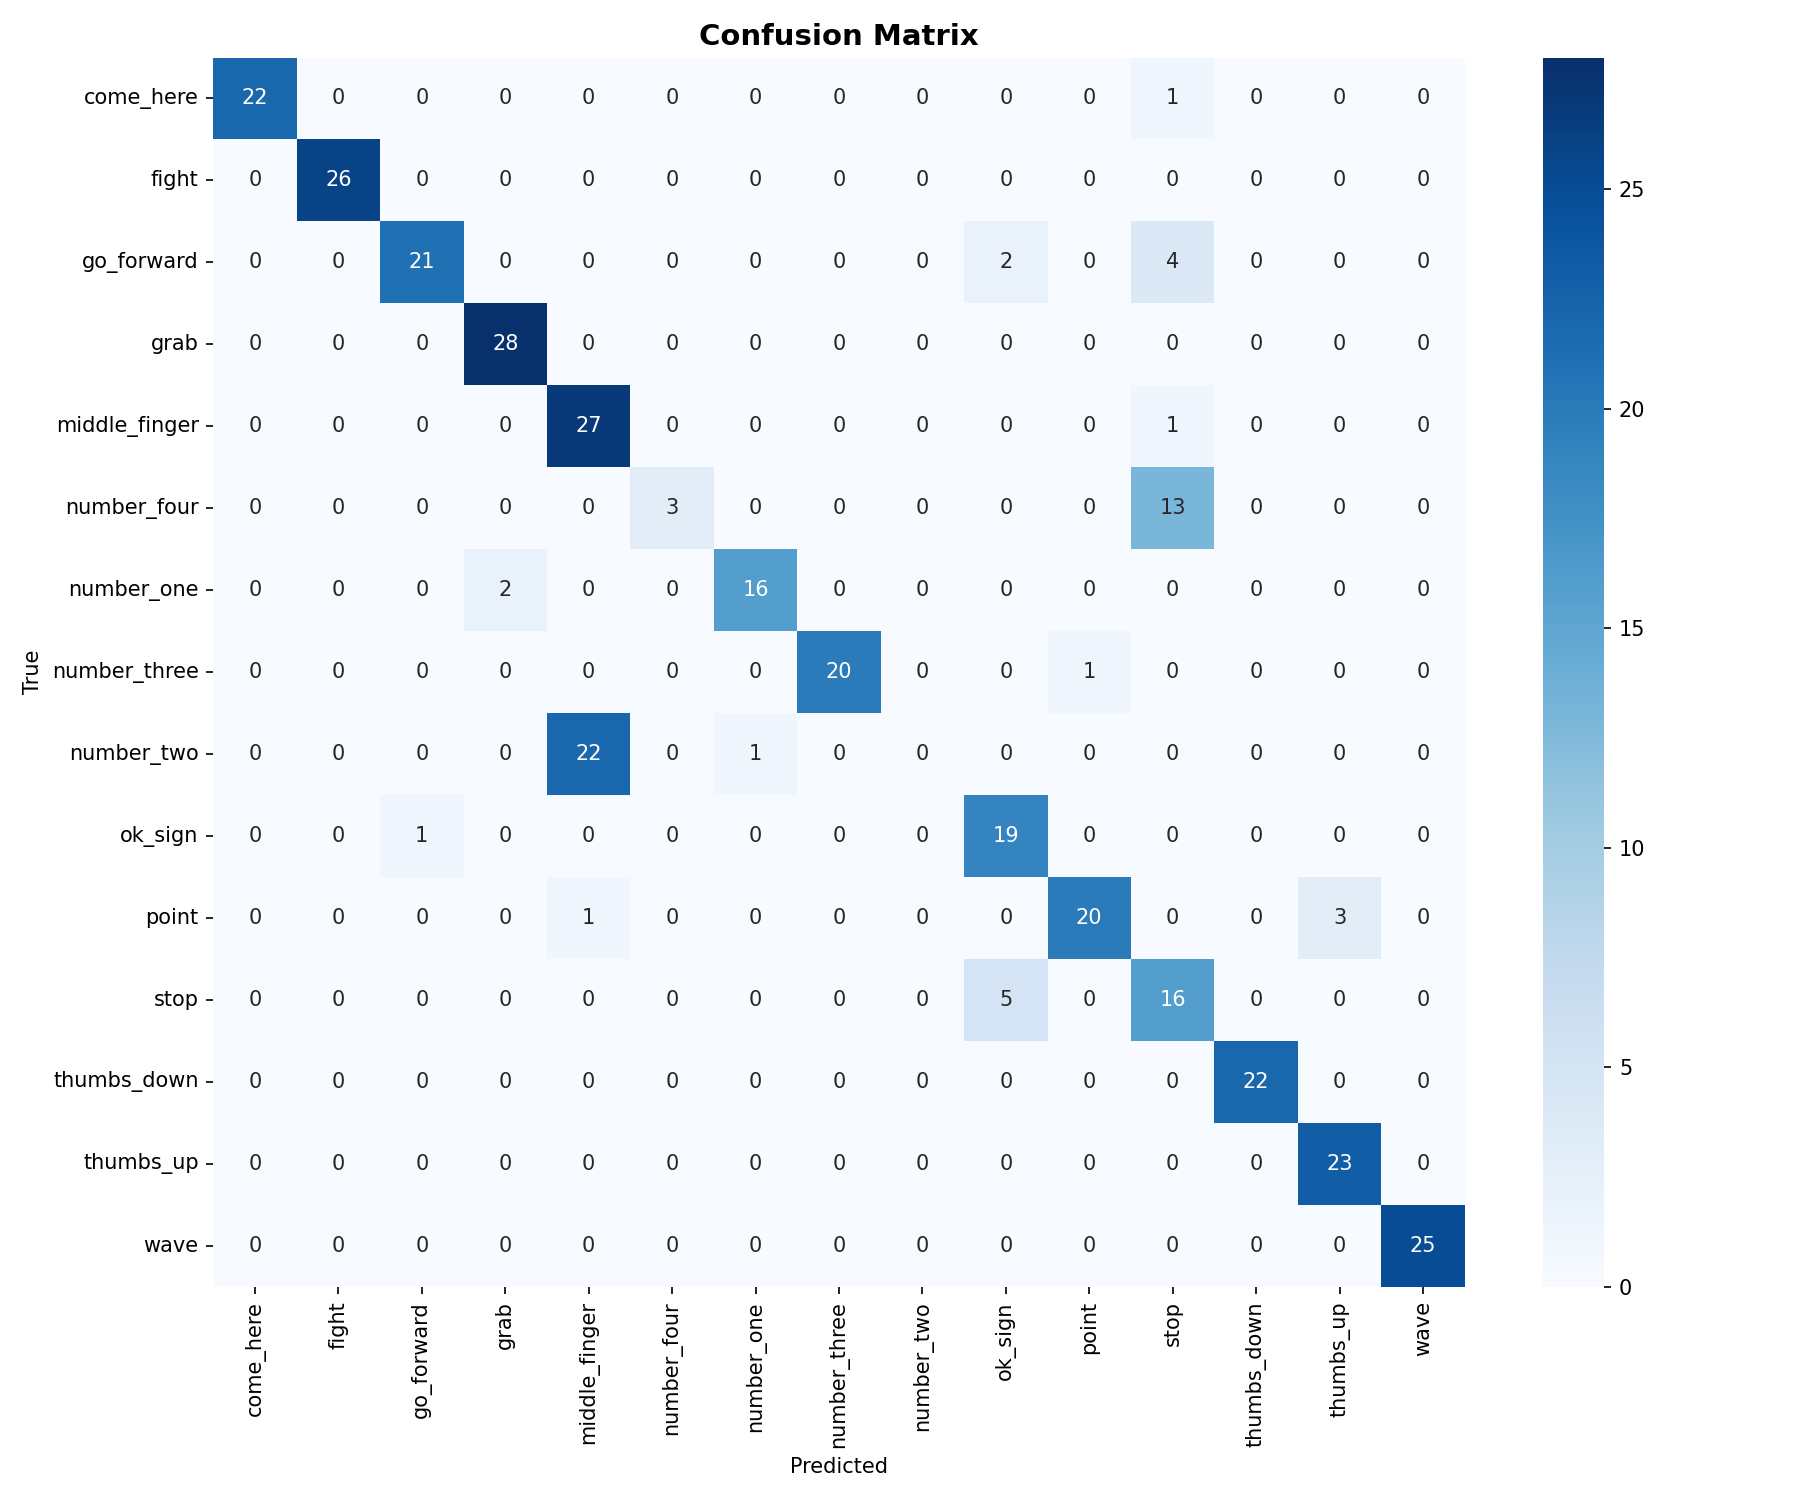 Confusion Matrix
come_here 22 0 0 0 0 0 0 0 0 0 0 1 0 0 0
fight 0 26 0 0 0 0 0 0 0 0 0 0 0 0 0
go_forward 0 0 21 0 0 0 0 0 0 2 0 4 0 0 0
grab 0 0 0 28 0 0 0 0 0 0 0 0 0 0 0
middle_finger 0 0 0 0 27 0 0 0 0 0 0 1 0 0 0
number_four 0 0 0 0 0 3 0 0 0 0 0 13 0 0 0
number_one 0 0 0 2 0 0 16 0 0 0 0 0 0 0 0
number_three 0 0 0 0 0 0 0 20 0 0 1 0 0 0 0
number_two 0 0 0 0 22 0 1 0 0 0 0 0 0 0 0
ok_sign 0 0 1 0 0 0 0 0 0 19 0 0 0 0 0
point 0 0 0 0 1 0 0 0 0 0 20 0 0 3 0
stop 0 0 0 0 0 0 0 0 0 5 0 16 0 0 0
thumbs_down 0 0 0 0 0 0 0 0 0 0 0 0 22 0 0
thumbs_up 0 0 0 0 0 0 0 0 0 0 0 0 0 23 0
wave 0 0 0 0 0 0 0 0 0 0 0 0 0 0 25
True
come_here
fight
go_forward
grab
middle_finger
number_four
number_one
number_three
number_two
ok_sign
point
stop
thumbs_down
thumbs_up
wave
Predicted
25
20
15
10
5
0